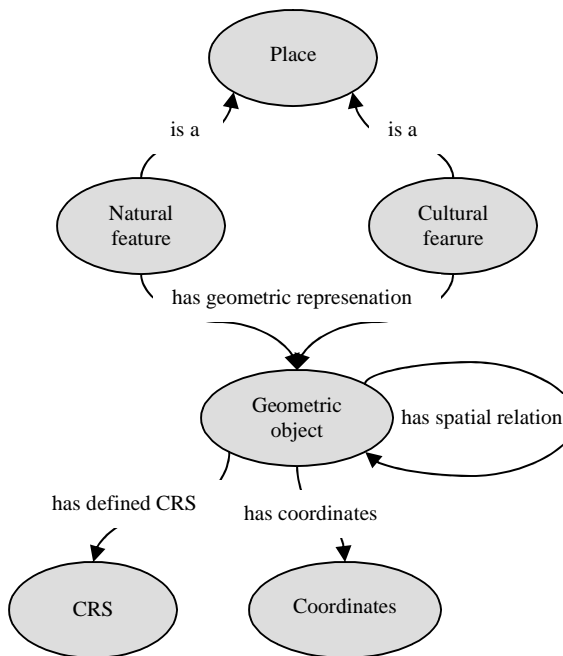 Place
is a
is a
Natural
feature
Cultural
fearure
has geometric represenation
Geometric
object
has spatial relation
has defined CRS
has coordinates
CRS
Coordinates